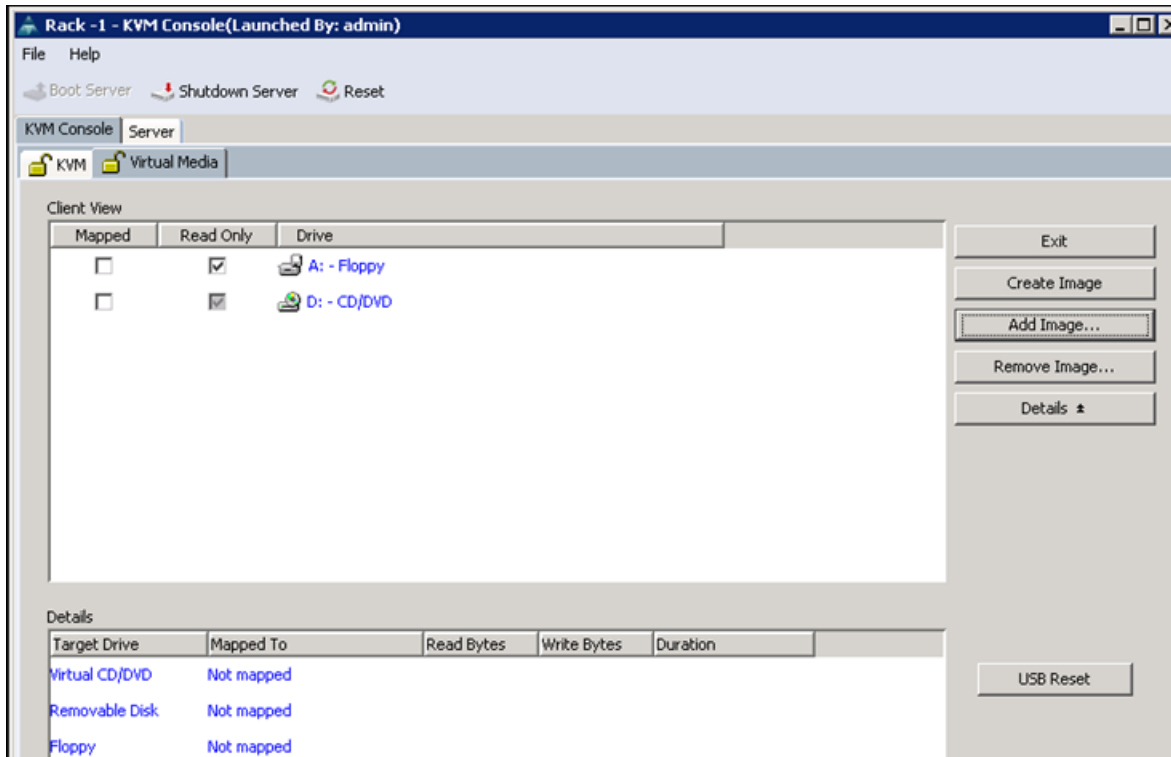 Rack -1 - KVM Console(Launched By: admin)
File Help
Boot Server Shutdown Server Reset
KVM Console Server
KVM Virtual Media
Client View
Mapped Read Only Drive
A: - Floppy
D: - CD/DVD
Exit
Create Image
Add Image...
Remove Image...
Details
Details
Target Drive Mapped To Read Bytes Write Bytes Duration
Virtual CD/DVD Not mapped
Removable Disk Not mapped
Floppy Not mapped
USB Reset